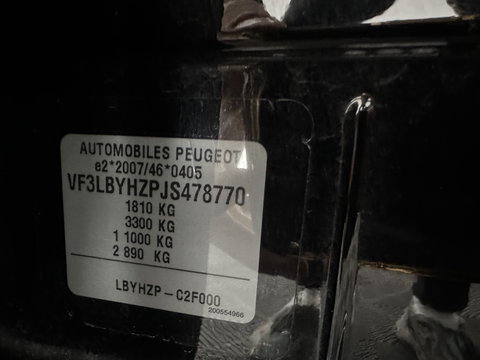 AUTOMOBILES PEUGEOT
e2*2007/46*0405
VF3LBYHZPJS478770
1810 KG
3300 KG
1 1000 KG
2 890 KG
LBYHZP-C2F000
200554966